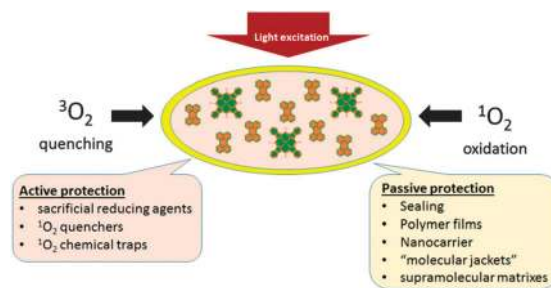 Light excitation
³O₂
quenching
¹O₂
oxidation
Active protection
• sacrificial reducing agents
• ¹O₂ quenchers
• ¹O₂ chemical traps
Passive protection
• Sealing
• Polymer films
• Nanocarrier
• “molecular jackets”
• supramolecular matrixes